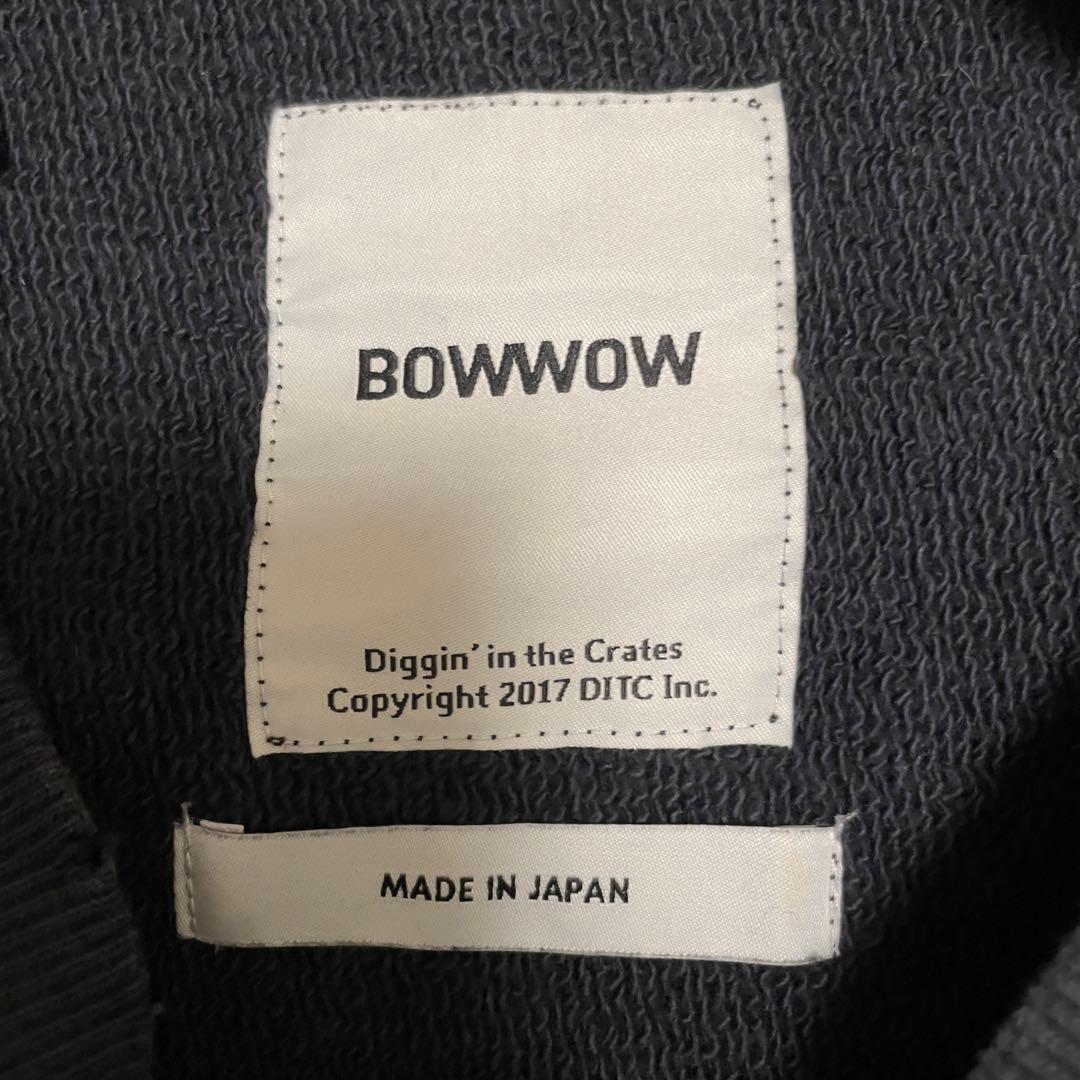 BOWWOW
Diggin' in the Crates
Copyright 2017 DITC Inc.
MADE IN JAPAN